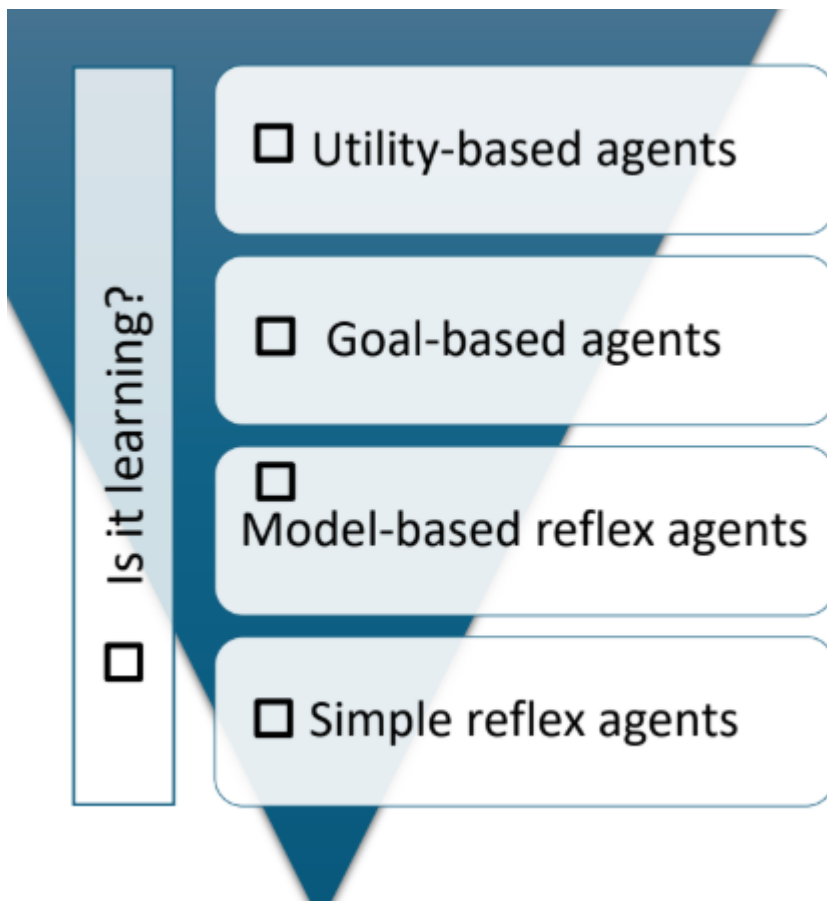 Is it learning?
Utility-based agents
Goal-based agents
Model-based reflex agents
Simple reflex agents